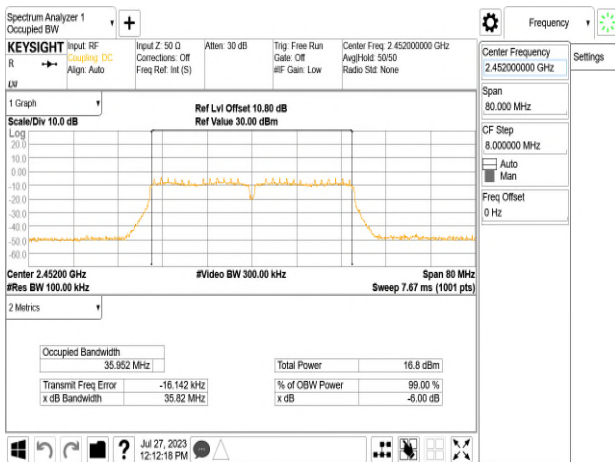 Spectrum Analyzer 1
Occupied BW
Frequency
KEYSIGHT
R
LXI
Input: RF
Coupling: DC
Align: Auto
Input Z: 50 Ω
Corrections: Off
Freq Ref: Int (S)
Atten: 30 dB
Trig: Free Run
Gate: Off
#IF Gain: Low
Center Freq: 2.452000000 GHz
Avg|Hold: 50/50
Radio Std: None
Center Frequency
2.452000000 GHz
Settings
Span
80.000 MHz
CF Step
8.000000 MHz
Auto
Man
Freq Offset
0 Hz
1 Graph
Scale/Div 10.0 dB
Ref Lvl Offset 10.80 dB
Ref Value 30.00 dBm
Log
20.0
10.0
0.00
-10.0
-20.0
-30.0
-40.0
-50.0
-60.0
Center 2.45200 GHz
#Video BW 300.00 kHz
Span 80 MHz
#Res BW 100.00 kHz
Sweep 7.67 ms (1001 pts)
2 Metrics
Occupied Bandwidth
35.952 MHz
Total Power 16.8 dBm
Transmit Freq Error -16.142 kHz
% of OBW Power 99.00 %
x dB Bandwidth 35.82 MHz
x dB -6.00 dB
?
Jul 27, 2023
12:12:18 PM